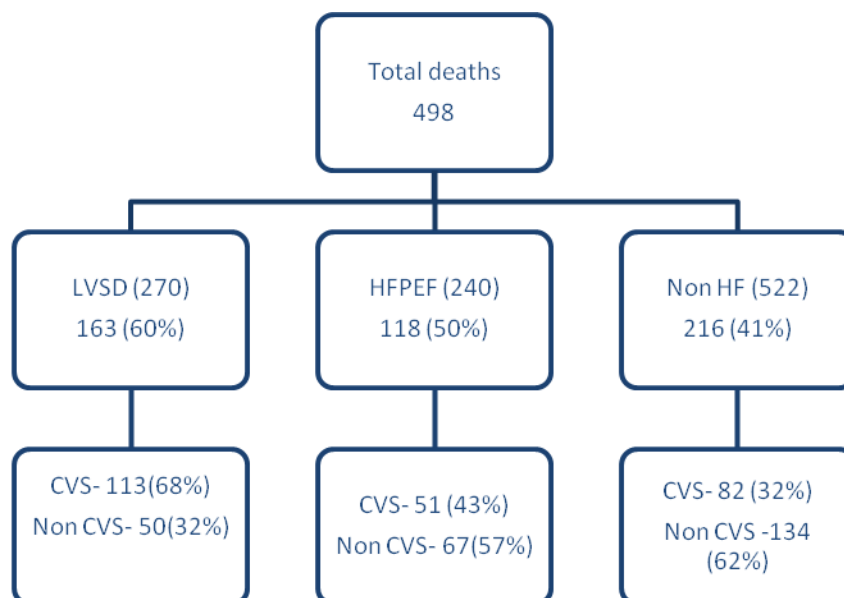 Total deaths
498
LVSD (270)
163 (60%)
HFPEF (240)
118 (50%)
Non HF (522)
216 (41%)
CVS- 113(68%)
Non CVS- 50(32%)
CVS- 51 (43%)
Non CVS- 67(57%)
CVS- 82 (32%)
Non CVS -134
(62%)